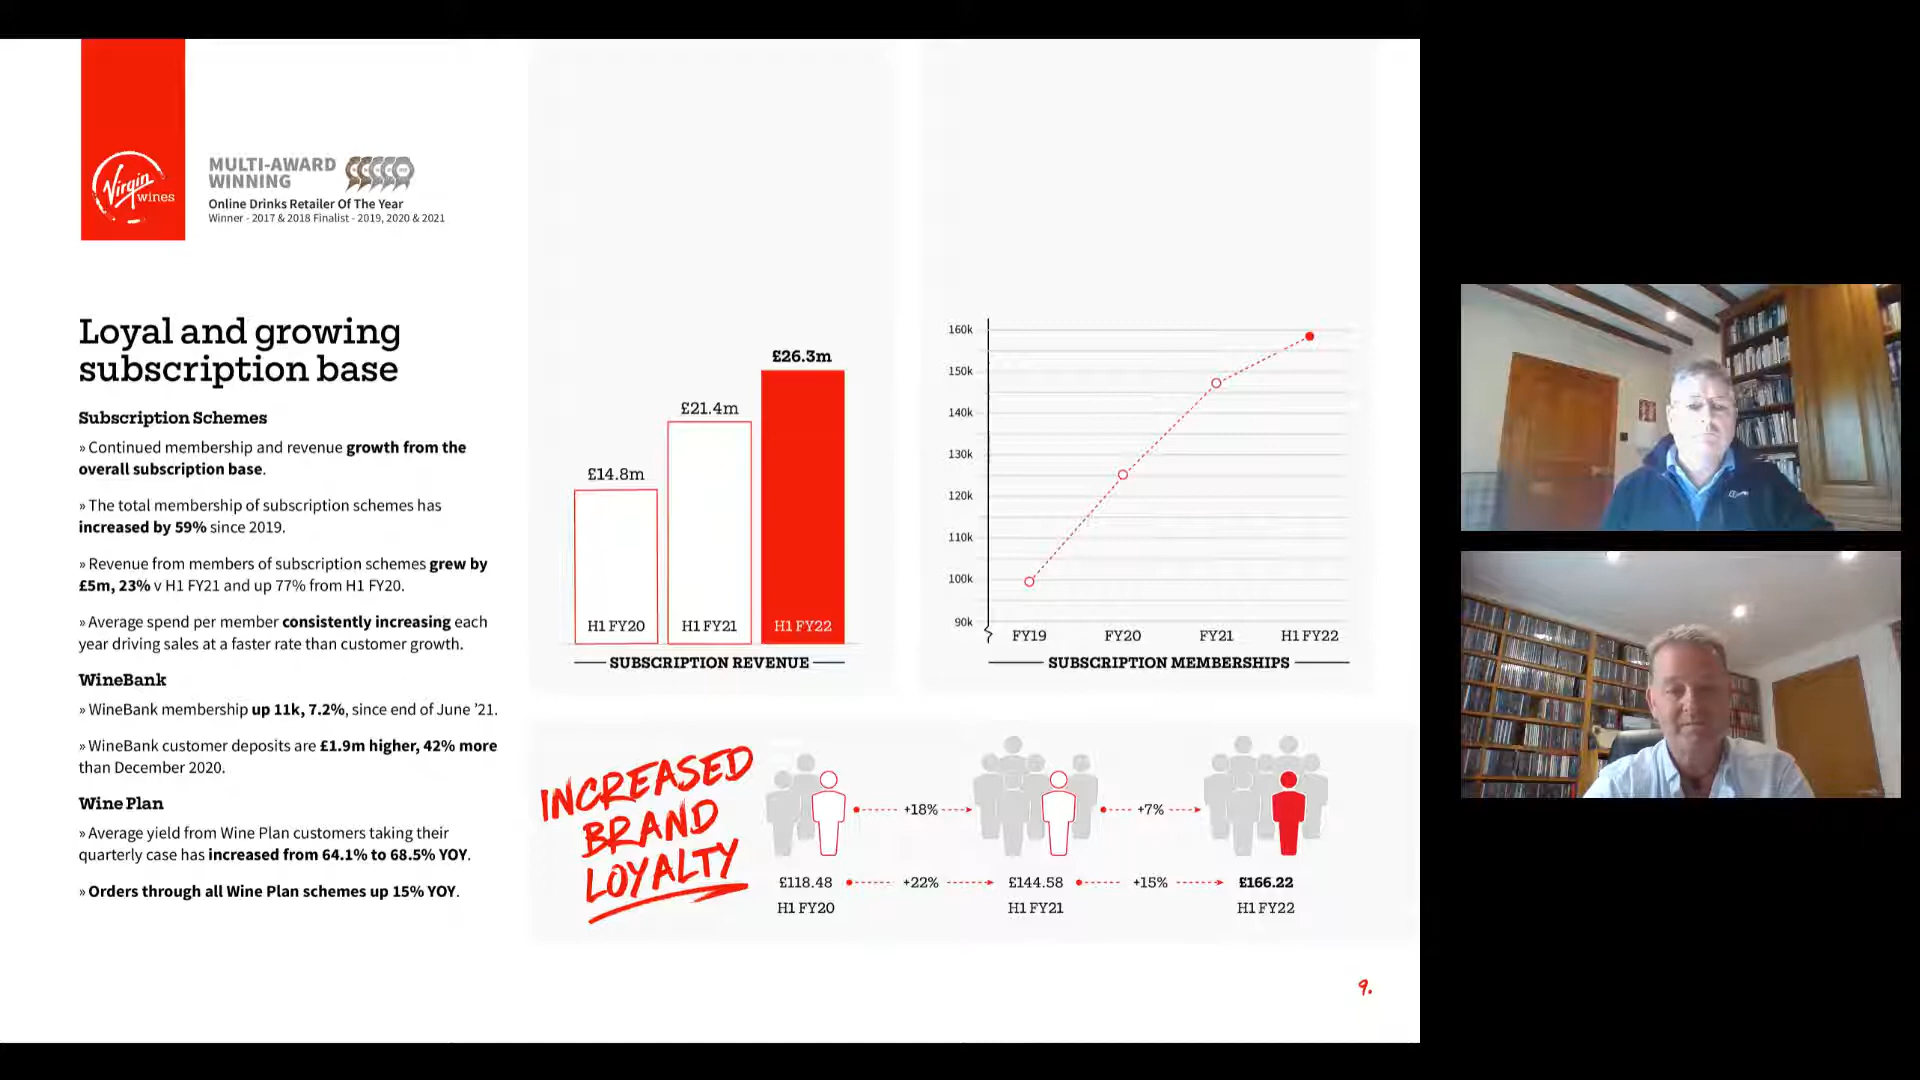 Virgin
wines
MULTI-AWARD
WINNING
Online Drinks Retailer Of The Year
Winner - 2017 & 2018 Finalist - 2019, 2020 & 2021
Loyal and growing
subscription base
Subscription Schemes
» Continued membership and revenue growth from the
overall subscription base.
» The total membership of subscription schemes has
increased by 59% since 2019.
» Revenue from members of subscription schemes grew by
£5m, 23% v H1 FY21 and up 77% from H1 FY20.
» Average spend per member consistently increasing each
year driving sales at a faster rate than customer growth.
WineBank
» WineBank membership up 11k, 7.2%, since end of June ’21.
» WineBank customer deposits are £1.9m higher, 42% more
than December 2020.
Wine Plan
» Average yield from Wine Plan customers taking their
quarterly case has increased from 64.1% to 68.5% YOY.
» Orders through all Wine Plan schemes up 15% YOY.
£14.8m
£21.4m
£26.3m
H1 FY20
H1 FY21
H1 FY22
SUBSCRIPTION REVENUE
160k
150k
140k
130k
120k
110k
100k
90k
FY19
FY20
FY21
H1 FY22
SUBSCRIPTION MEMBERSHIPS
INCREASED
BRAND
LOYALTY
+18%
+7%
£118.48
+22%
£144.58
+15%
£166.22
H1 FY20
H1 FY21
H1 FY22
9.